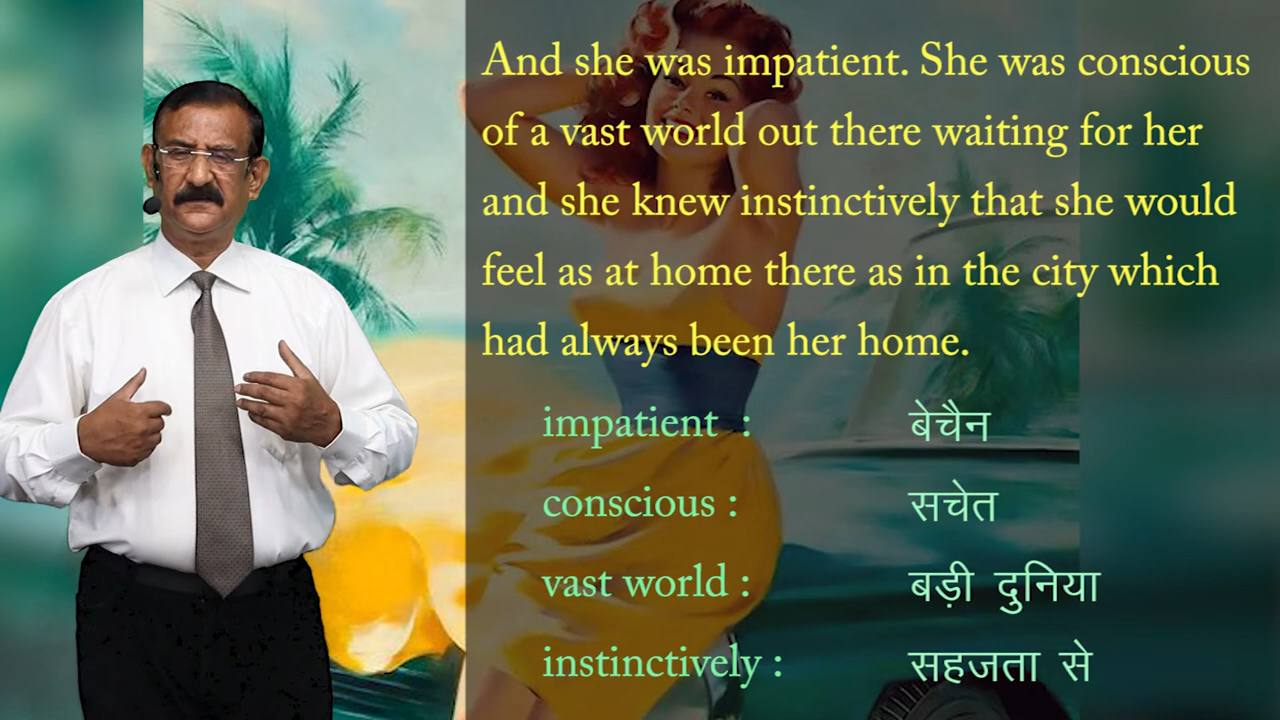 And she was impatient. She was conscious
of a vast world out there waiting for her
and she knew instinctively that she would
feel as at home there as in the city which
had always been her home.
impatient : बेचैन
conscious : सचेत
vast world : बड़ी दुनिया
instinctively : सहजता से